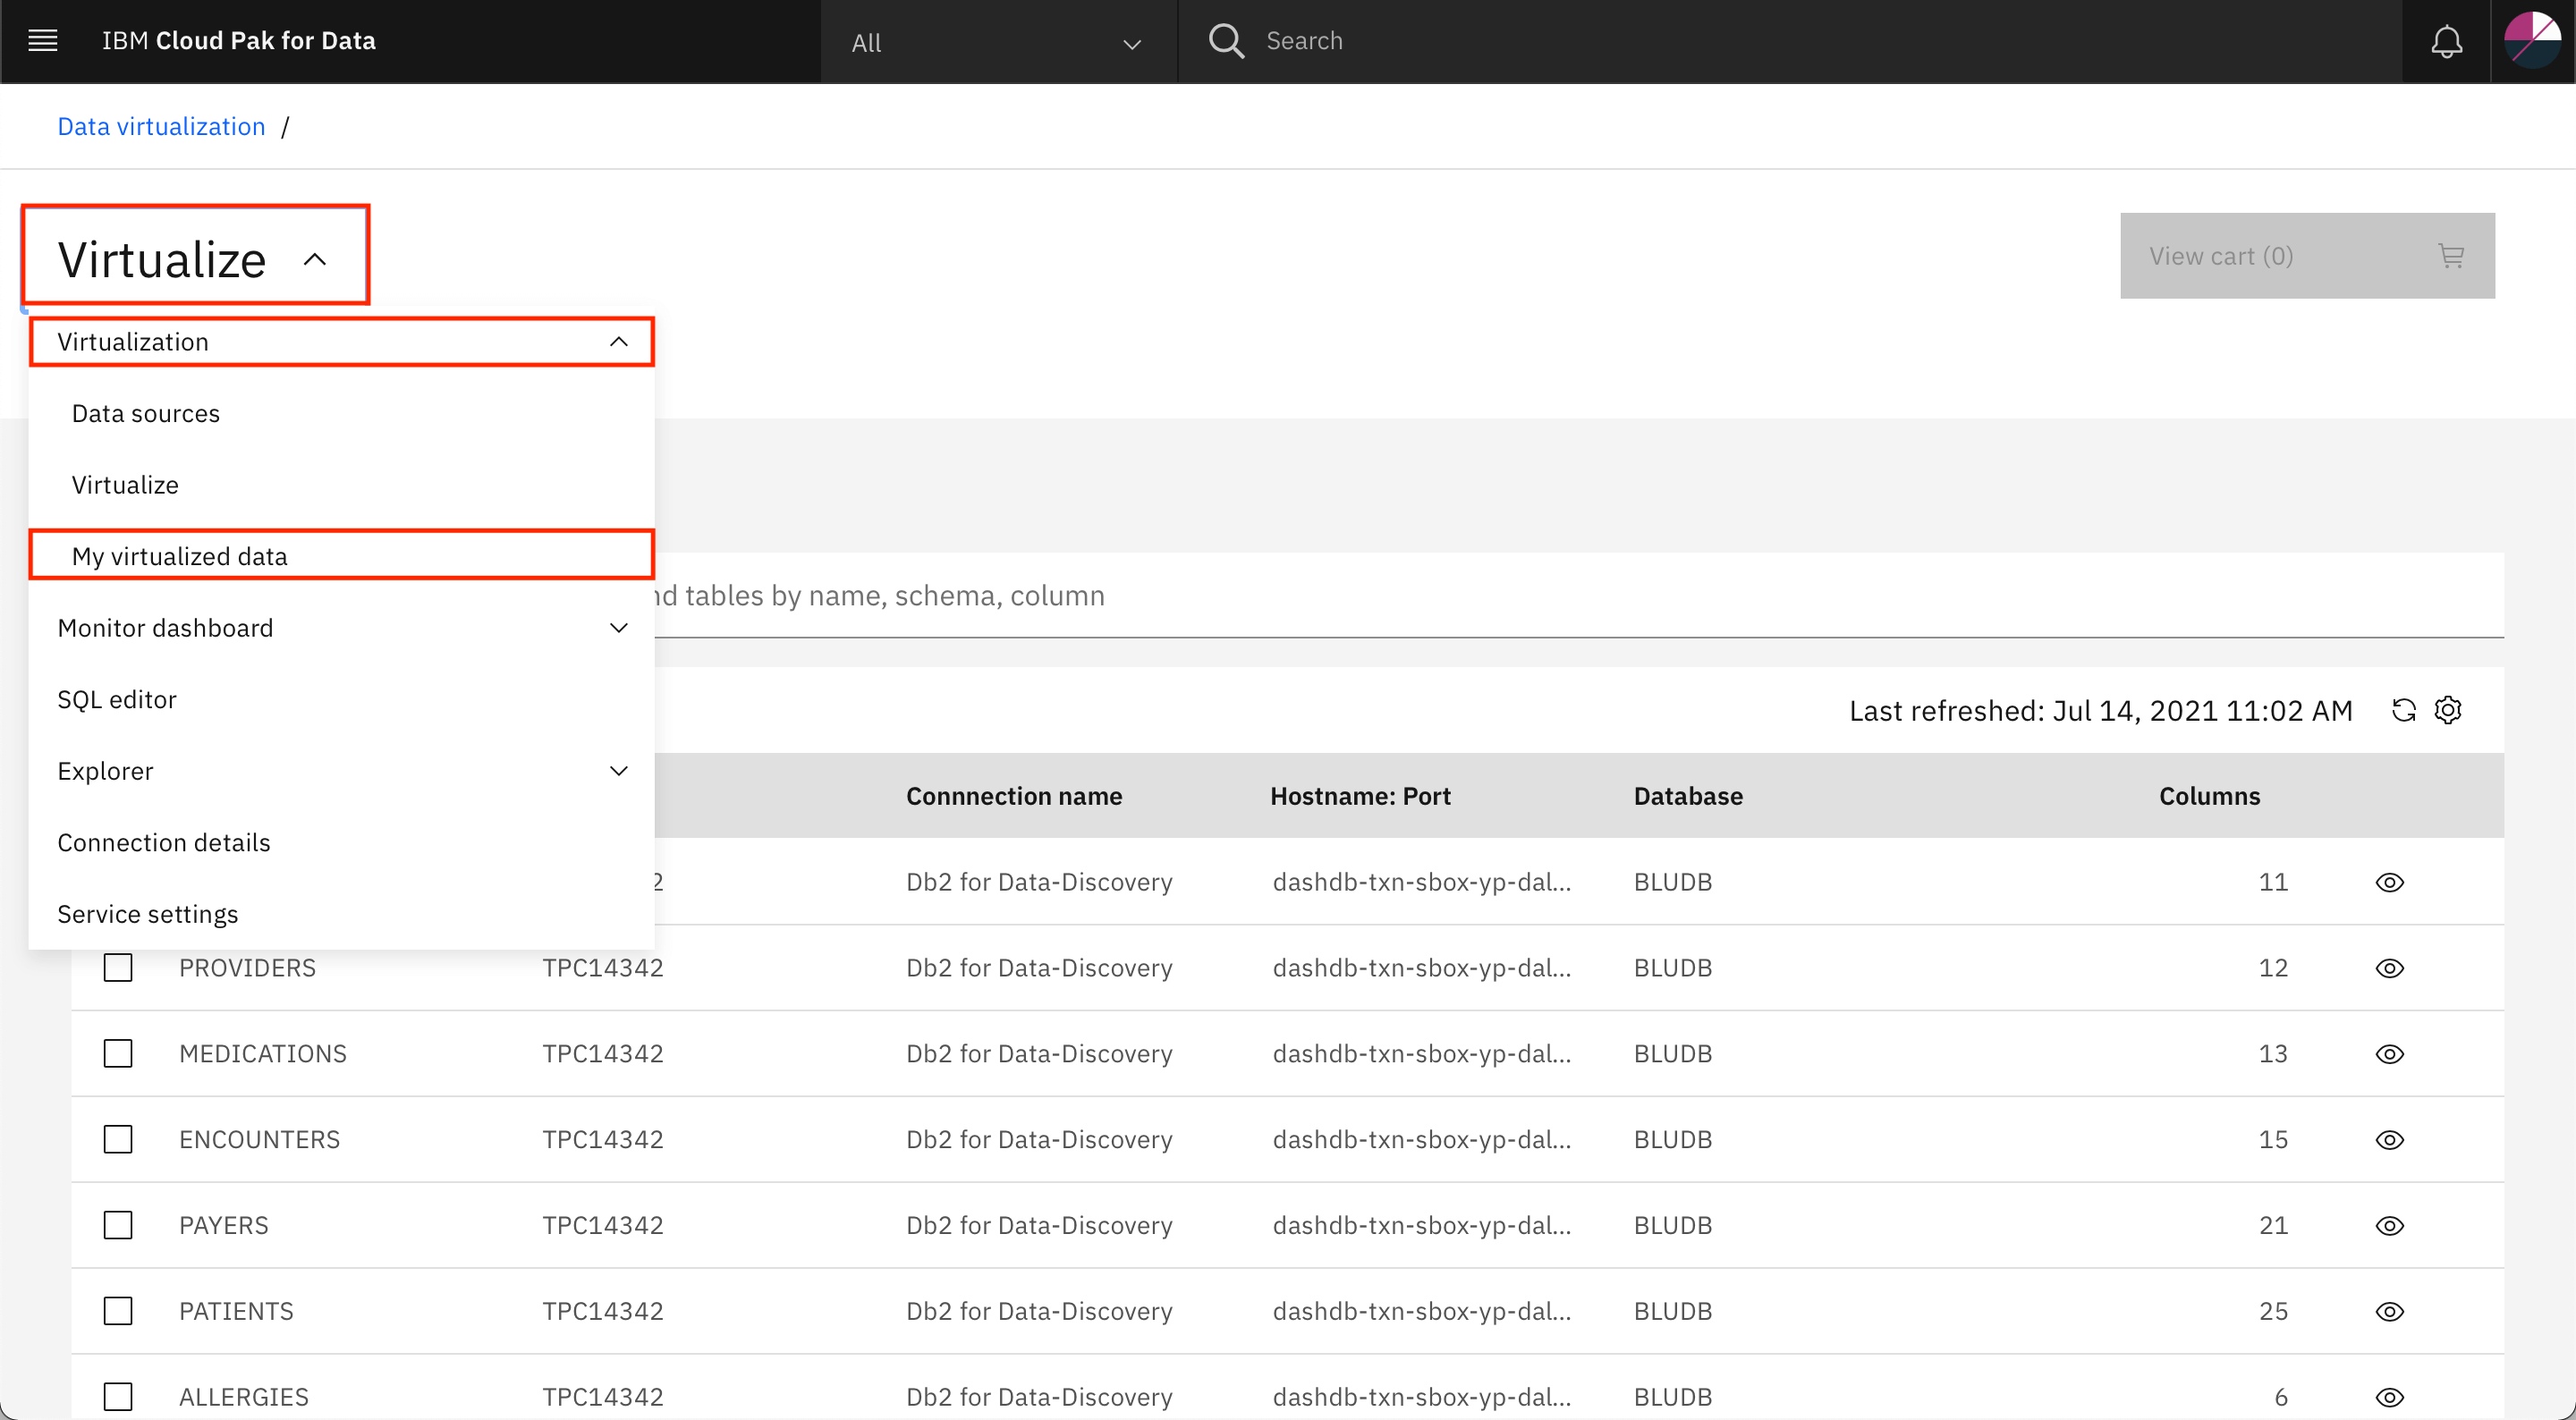 IBM Cloud Pak for Data
All
Search
Data virtualization /
Virtualize
View cart (0)
Virtualization
Data sources
Virtualize
My virtualized data
Monitor dashboard
SQL editor
Explorer
Connection details
Service settings
tables by name, schema, column
Last refreshed: Jul 14, 2021 11:02 AM
Connnection name Hostname: Port Database Columns
2 Db2 for Data-Discovery dashdb-txn-sbox-yp-dal... BLUDB 11
PROVIDERS TPC14342 Db2 for Data-Discovery dashdb-txn-sbox-yp-dal... BLUDB 12
MEDICATIONS TPC14342 Db2 for Data-Discovery dashdb-txn-sbox-yp-dal... BLUDB 13
ENCOUNTERS TPC14342 Db2 for Data-Discovery dashdb-txn-sbox-yp-dal... BLUDB 15
PAYERS TPC14342 Db2 for Data-Discovery dashdb-txn-sbox-yp-dal... BLUDB 21
PATIENTS TPC14342 Db2 for Data-Discovery dashdb-txn-sbox-yp-dal... BLUDB 25
ALLERGIES TPC14342 Db2 for Data-Discovery dashdb-txn-sbox-yp-dal... BLUDB 6